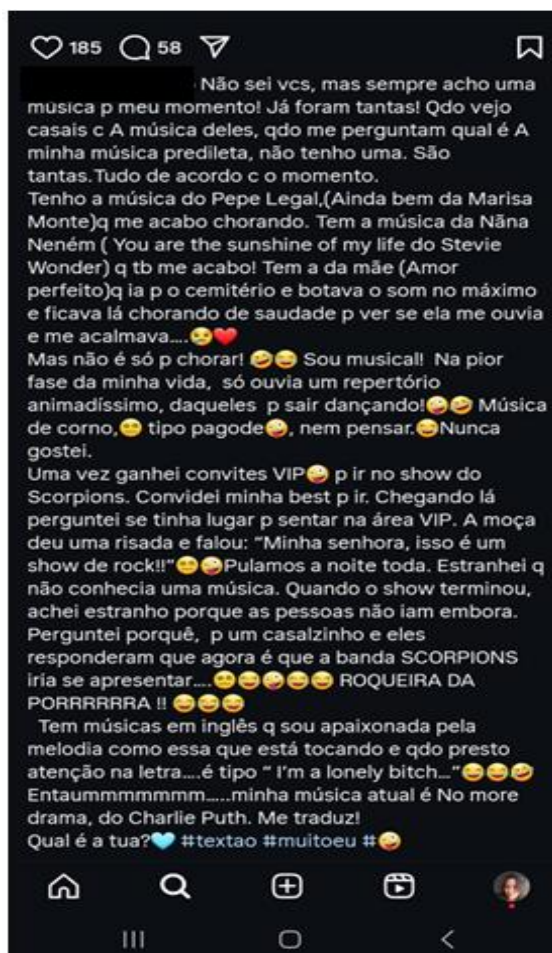 185 58
Não sei vcs, mas sempre acho uma
música p meu momento! Já foram tantas! Qdo vejo
casais c A música deles, qdo me perguntam qual é A
minha música predileta, não tenho uma. São
tantas.Tudo de acordo c o momento.
Tenho a música do Pepe Legal,(Ainda bem da Marisa
Monte)q me acabo chorando. Tem a música da Nãna
Neném ( You are the sunshine of my life do Stevie
Wonder) q tb me acabo! Tem a da mãe (Amor
perfeito)q ia p o cemitério e botava o som no máximo
e ficava lá chorando de saudade p ver se ela me ouvia
e me acalmava....😢❤️
Mas não é só p chorar! 🤣😂 Sou musical! Na pior
fase da minha vida, só ouvia um repertório
animadíssimo, daqueles p sair dançando!🤪🤣 Música
de corno,😵‍💫 tipo pagode🤪, nem pensar.😂Nunca
gostei.
Uma vez ganhei convites VIP🤪 p ir no show do
Scorpions. Convidei minha best p ir. Chegando lá
perguntei se tinha lugar p sentar na área VIP. A moça
deu uma risada e falou: “Minha senhora, isso é um
show de rock!!”😵‍💫🤪Pulamos a noite toda. Estranhei q
não conhecia uma música. Quando o show terminou,
achei estranho porque as pessoas não iam embora.
Perguntei porquê, p um casalzinho e eles
responderam que agora é que a banda SCORPIONS
iria se apresentar....😵‍💫😂🤪😂😂 ROQUEIRA DA
PORRRRRRA !! 😂😂😂
Tem músicas em inglês q sou apaixonada pela
melodia como essa que está tocando e qdo presto
atenção na letra....é tipo “ I’m a lonely bitch...”😂😂🤣
Entaummmmmmm.....minha música atual é No more
drama, do Charlie Puth. Me traduz!
Qual é a tua?🩵 #textao #muitoeu #🤪